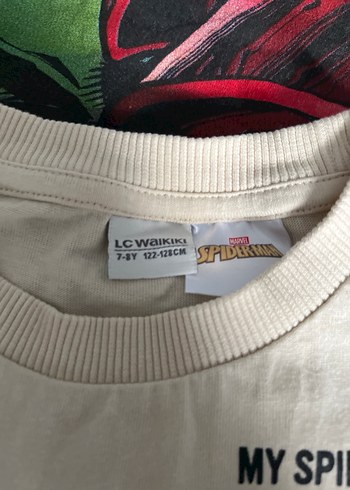 LC WAIKIKI
7-8Y 122-128CM
MARVEL
SPIDER-MAN
MY SPI